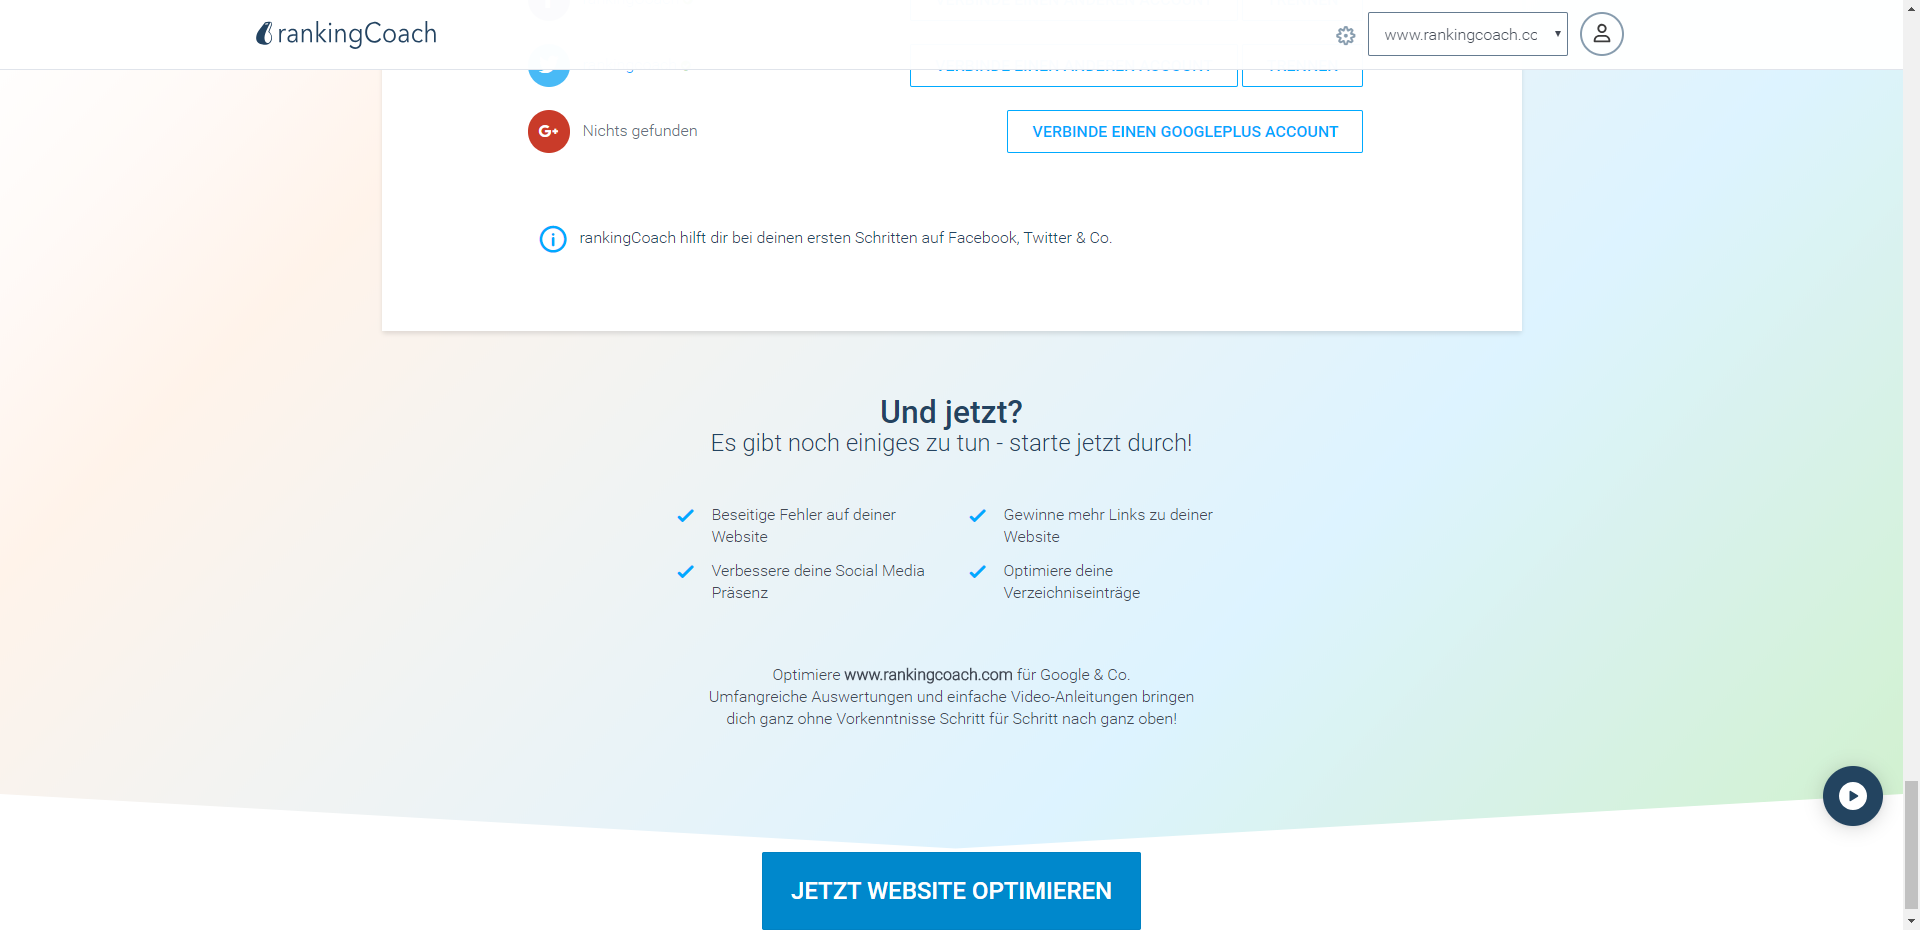 rankingCoach
www.rankingcoach.cc
G+ Nichts gefunden
VERBINDE EINEN GOOGLEPLUS ACCOUNT
rankingCoach hilft dir bei deinen ersten Schritten auf Facebook, Twitter & Co.
Und jetzt?
Es gibt noch einiges zu tun - starte jetzt durch!
Beseitige Fehler auf deiner
Website
Gewinne mehr Links zu deiner
Website
Verbessere deine Social Media
Präsenz
Optimiere deine
Verzeichniseinträge
Optimiere www.rankingcoach.com für Google & Co.
Umfangreiche Auswertungen und einfache Video-Anleitungen bringen
dich ganz ohne Vorkenntnisse Schritt für Schritt nach ganz oben!
JETZT WEBSITE OPTIMIEREN